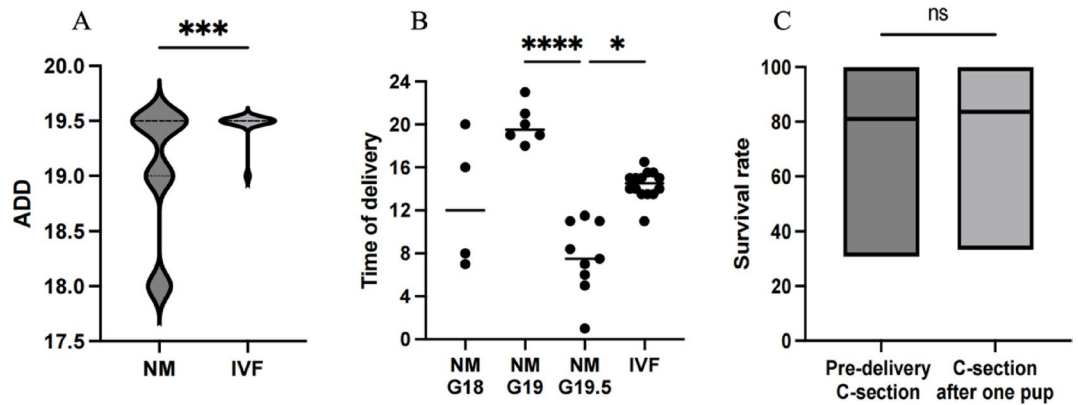 A
***
ADD
20.0
19.5
19.0
18.5
18.0
17.5
NM
IVF
B
**** *
Time of delivery
24
20
16
12
8
4
0
NM
G18
NM
G19
NM
G19.5
IVF
C
ns
Survival rate
100
80
60
40
20
0
Pre-delivery
C-section
C-section
after one pup